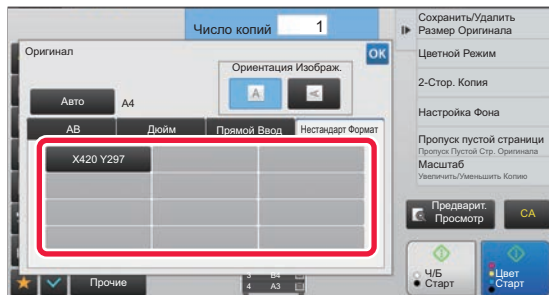 Число копий 1
Оригинал
OK
Ориентация Изображ.
A
A
Авто A4
AB
Дюйм
Прямой Ввод
Нестандарт Формат
X420 Y297
Прочие
3 B4
4 A3
Сохранить/Удалить
Размер Оригинала
Цветной Режим
2-Стор. Копия
Настройка Фона
Пропуск пустой страници
Пропуск Пустой Стр. Оригинала
Масштаб
Увеличить/Уменьшить Копию
Предварит.
Просмотр
CA
Ч/Б
Старт
Цвет
Старт